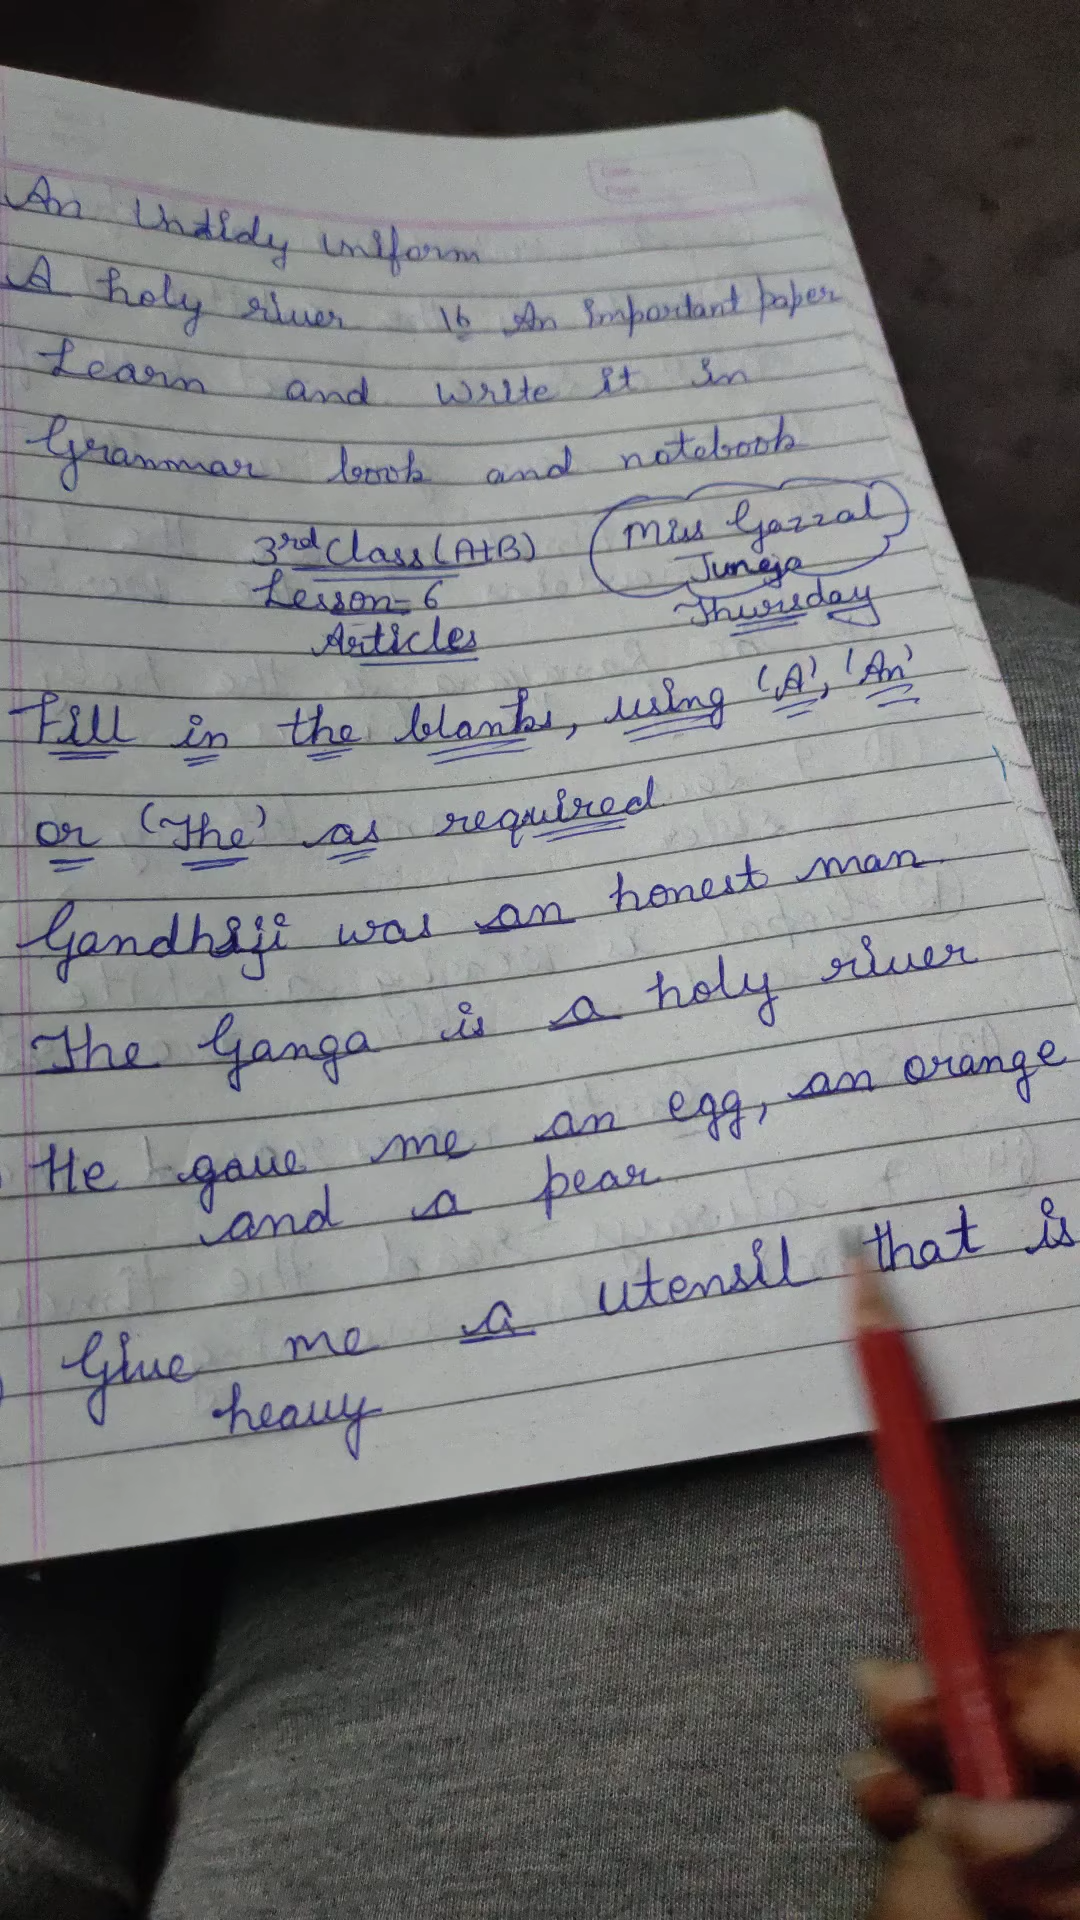 An Untidy uniform
A holy river 16 An Important paper
Learn and write it in
Grammar book and notebook
3rd Class (A+B) Miss Gazzal
Juneja
Lesson-6 Thursday
Articles
Fill in the blanks, using 'A', 'An'
or 'The' as required
Gandhiji was an honest man
The Ganga is a holy river
He gave me an egg, an orange
and a pear
Give me a utensil that is
heavy